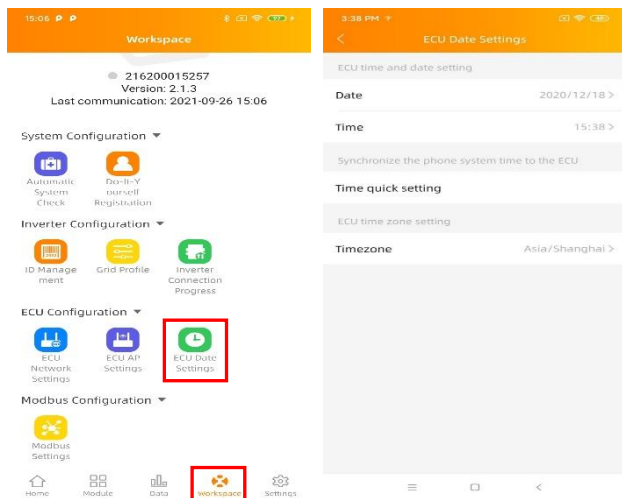 15:06
Workspace
216200015257
Version: 2.1.3
Last communication: 2021-09-26 15:06
System Configuration
Automatic
System
Check
Do-It-Y
ourself
Registration
Inverter Configuration
ID Manage
ment
Grid Profile
Inverter
Connection
Progress
ECU Configuration
ECU
Network
Settings
ECU AP
Settings
ECU Date
Settings
Modbus Configuration
Modbus
Settings
Home
Module
Data
Workspace
Settings
3:38 PM
ECU Date Settings
ECU time and date setting
Date 2020/12/18 >
Time 15:38 >
Synchronize the phone system time to the ECU
Time quick setting
ECU time zone setting
Timezone Asia/Shanghai >